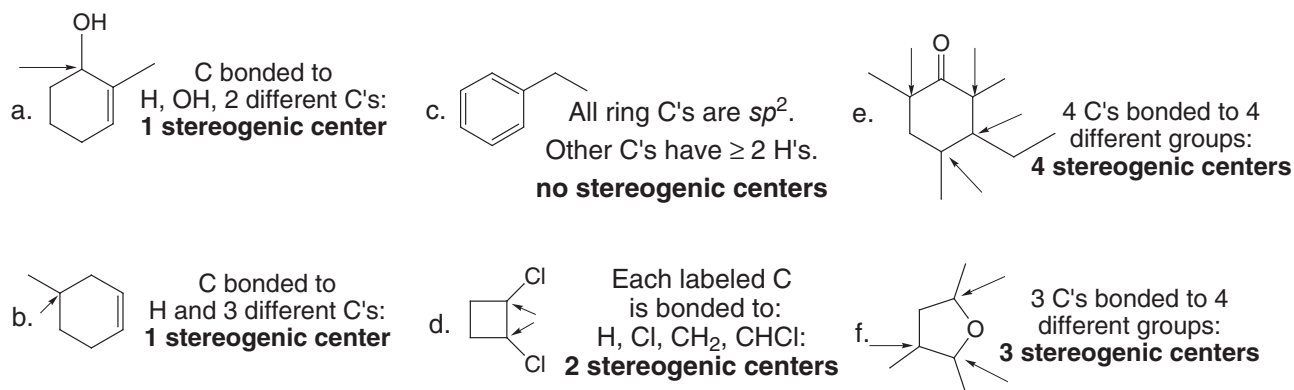 a.
OH
C bonded to
H, OH, 2 different C's:
1 stereogenic center
c.
All ring C's are sp².
Other C's have ≥ 2 H's.
no stereogenic centers
e.
O
4 C's bonded to 4
different groups:
4 stereogenic centers
b.
C bonded to
H and 3 different C's:
1 stereogenic center
d.
Cl
Cl
Each labeled C
is bonded to:
H, Cl, CH₂, CHCl:
2 stereogenic centers
f.
O
3 C's bonded to 4
different groups:
3 stereogenic centers